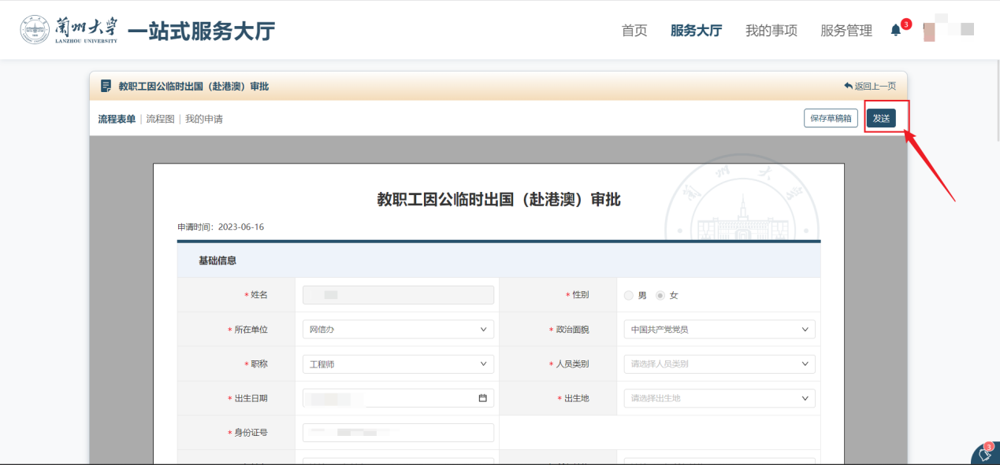 兰州大学
LANZHOU UNIVERSITY
一站式服务大厅
首页 服务大厅 我的事项 服务管理 3
教职工因公临时出国（赴港澳）审批 返回上一页
流程表单 | 流程图 | 我的申请 保存草稿箱 发送
兰州大学
教职工因公临时出国（赴港澳）审批
申请时间：2023-06-16
基础信息
* 姓名 * 性别 男 女
* 所在单位 网信办 * 政治面貌 中国共产党党员
* 职称 工程师 * 人员类别 请选择人员类别
* 出生日期 * 出生地 请选择出生地
* 身份证号
3